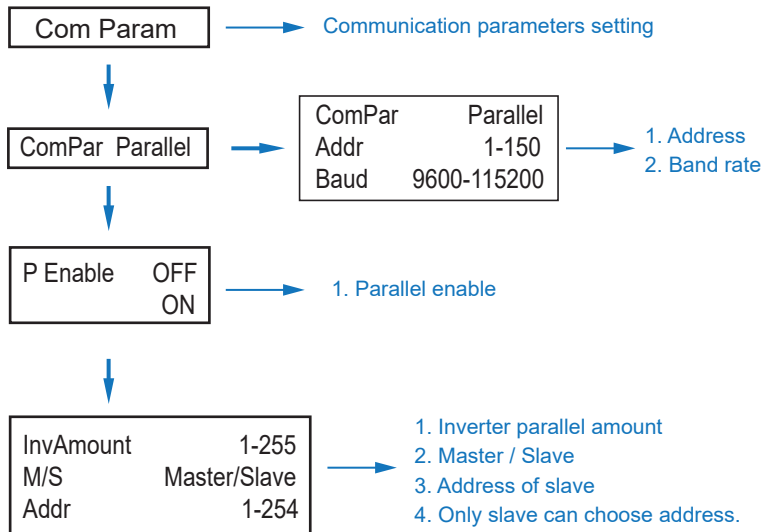 Com Param
Communication parameters setting
ComPar Parallel
ComPar Parallel
Addr 1-150
Baud 9600-115200
1. Address
2. Band rate
P Enable OFF
ON
1. Parallel enable
InvAmount 1-255
M/S Master/Slave
Addr 1-254
1. Inverter parallel amount
2. Master / Slave
3. Address of slave
4. Only slave can choose address.